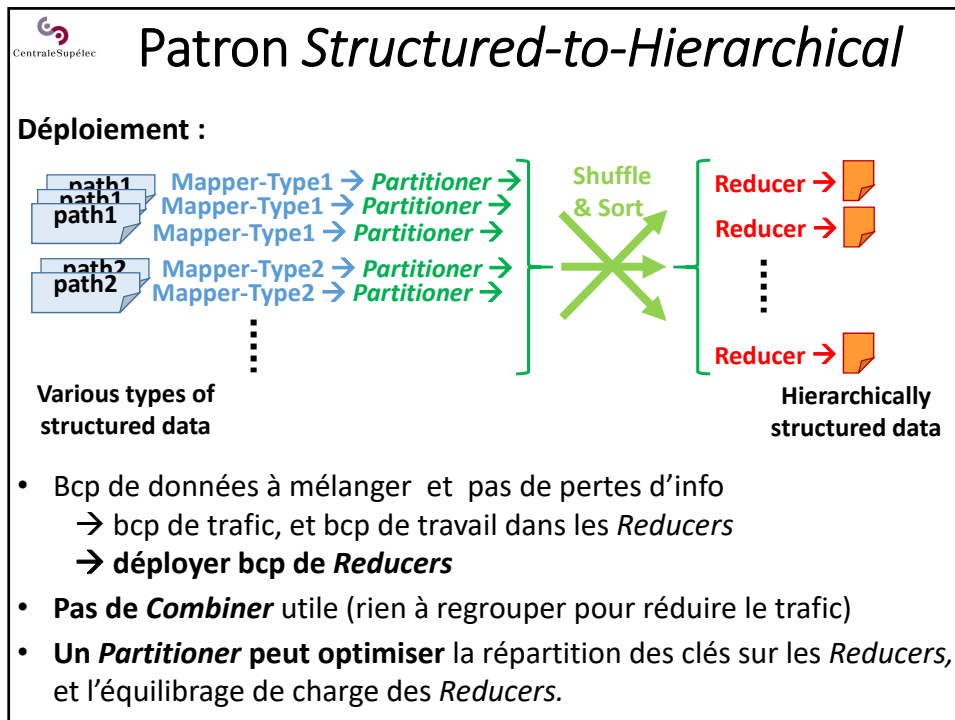 CentraleSupélec
Patron Structured-to-Hierarchical
Déploiement :
path1
path1
path1
Mapper-Type1 → Partitioner →
Mapper-Type1 → Partitioner →
Mapper-Type1 → Partitioner →
path2
path2
Mapper-Type2 → Partitioner →
Mapper-Type2 → Partitioner →
Shuffle
& Sort
Reducer →
Reducer →
Reducer →
Various types of
structured data
Hierarchically
structured data
• Bcp de données à mélanger et pas de pertes d’info
→ bcp de trafic, et bcp de travail dans les Reducers
→ déployer bcp de Reducers
• Pas de Combiner utile (rien à regrouper pour réduire le trafic)
• Un Partitioner peut optimiser la répartition des clés sur les Reducers,
et l’équilibrage de charge des Reducers.